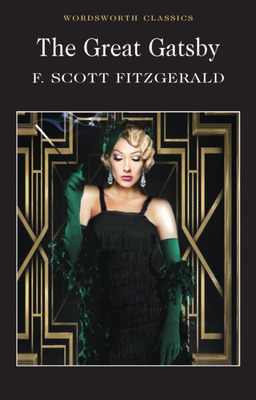 WORDSWORTH CLASSICS
The Great Gatsby
F. SCOTT FITZGERALD